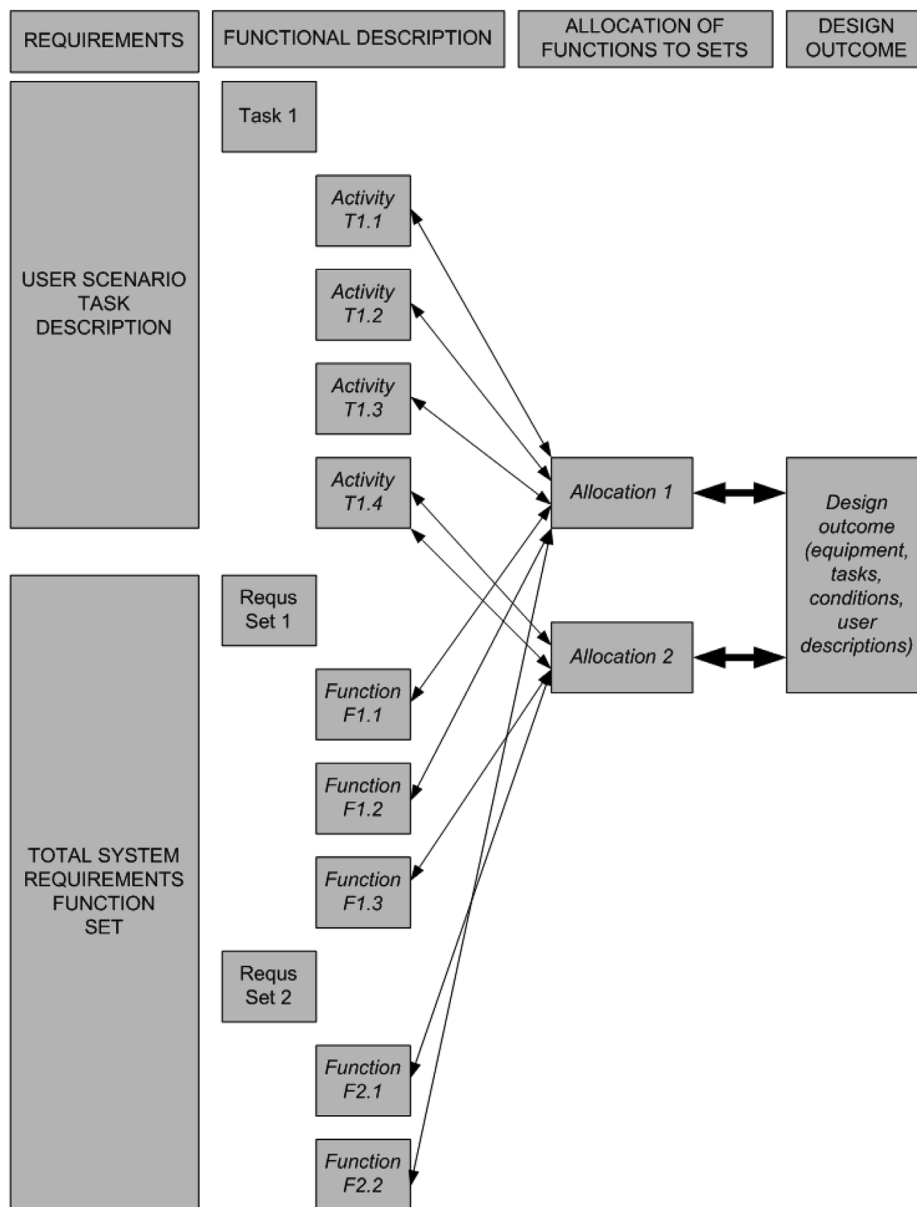 REQUIREMENTS
FUNCTIONAL DESCRIPTION
ALLOCATION OF
FUNCTIONS TO SETS
DESIGN
OUTCOME
USER SCENARIO
TASK
DESCRIPTION
Task 1
Activity
T1.1
Activity
T1.2
Activity
T1.3
Activity
T1.4
Allocation 1
Design
outcome
(equipment,
tasks,
conditions,
user
descriptions)
Allocation 2
TOTAL SYSTEM
REQUIREMENTS
FUNCTION
SET
Requs
Set 1
Function
F1.1
Function
F1.2
Function
F1.3
Requs
Set 2
Function
F2.1
Function
F2.2